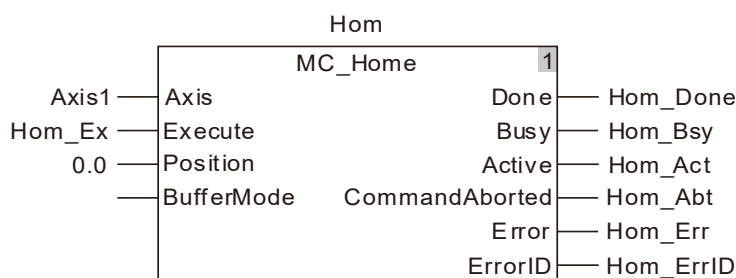 Hom
MC_Home 1
Axis1 Axis Done Hom_Done
Hom_Ex Execute Busy Hom_Bsy
0.0 Position Active Hom_Act
BufferMode CommandAborted Hom_Abt
Error Hom_Err
ErrorID Hom_ErrID